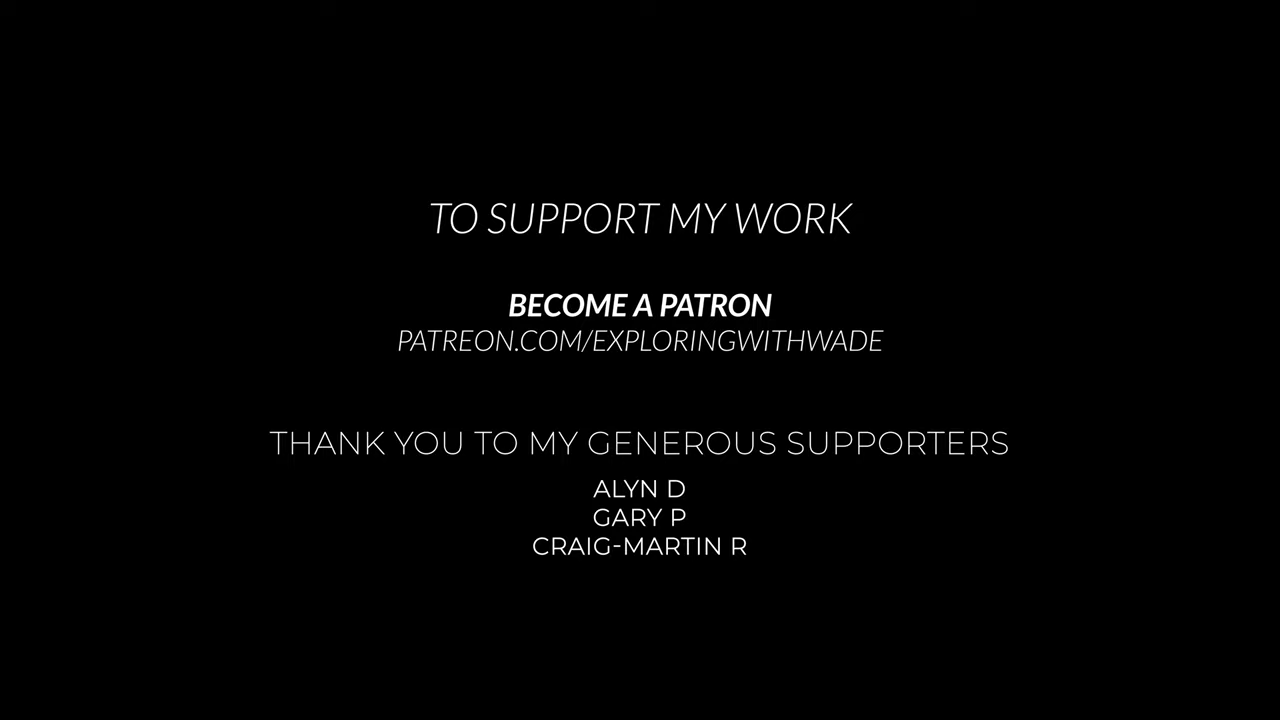 TO SUPPORT MY WORK
BECOME A PATRON
PATREON.COM/EXPLORINGWITHWADE
THANK YOU TO MY GENEROUS SUPPORTERS
ALYN D
GARY P
CRAIG-MARTIN R